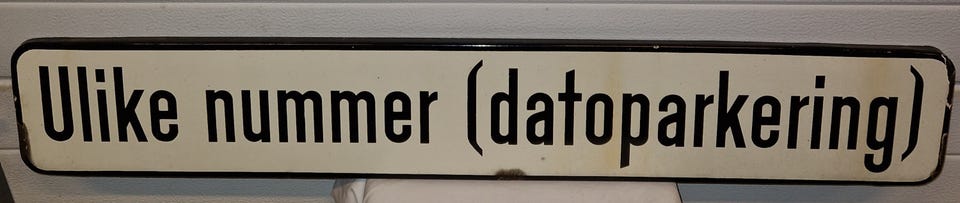 Ulike nummer (datoparkering)